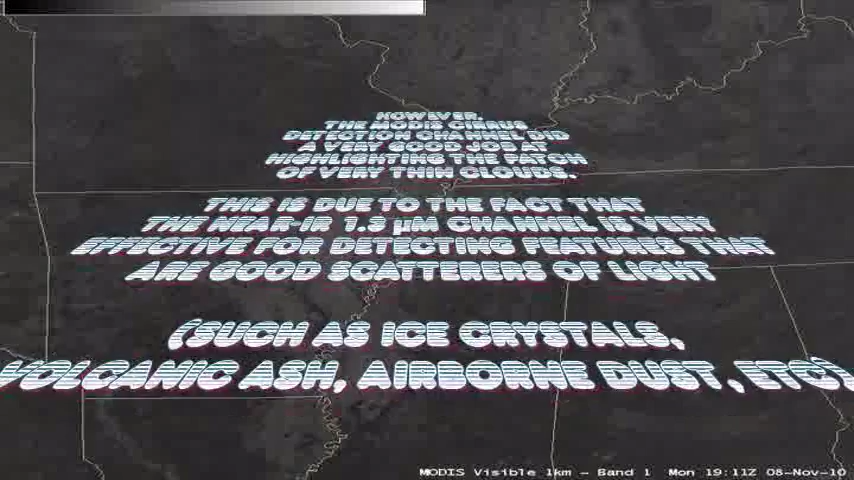 HOWEVER,
THE MODIS CIRRUS
DETECTION CHANNEL DID
A VERY GOOD JOB AT
HIGHLIGHTING THE PATCH
OF VERY THIN CLOUDS.
THIS IS DUE TO THE FACT THAT
THE NEAR-IR 1.3 µM CHANNEL IS VERY
EFFECTIVE FOR DETECTING FEATURES THAT
ARE GOOD SCATTERERS OF LIGHT
(SUCH AS ICE CRYSTALS,
VOLCANIC ASH, AIRBORNE DUST, ETC)
MODIS Visible 1km - Band 1 Mon 19:11Z 08-Nov-10